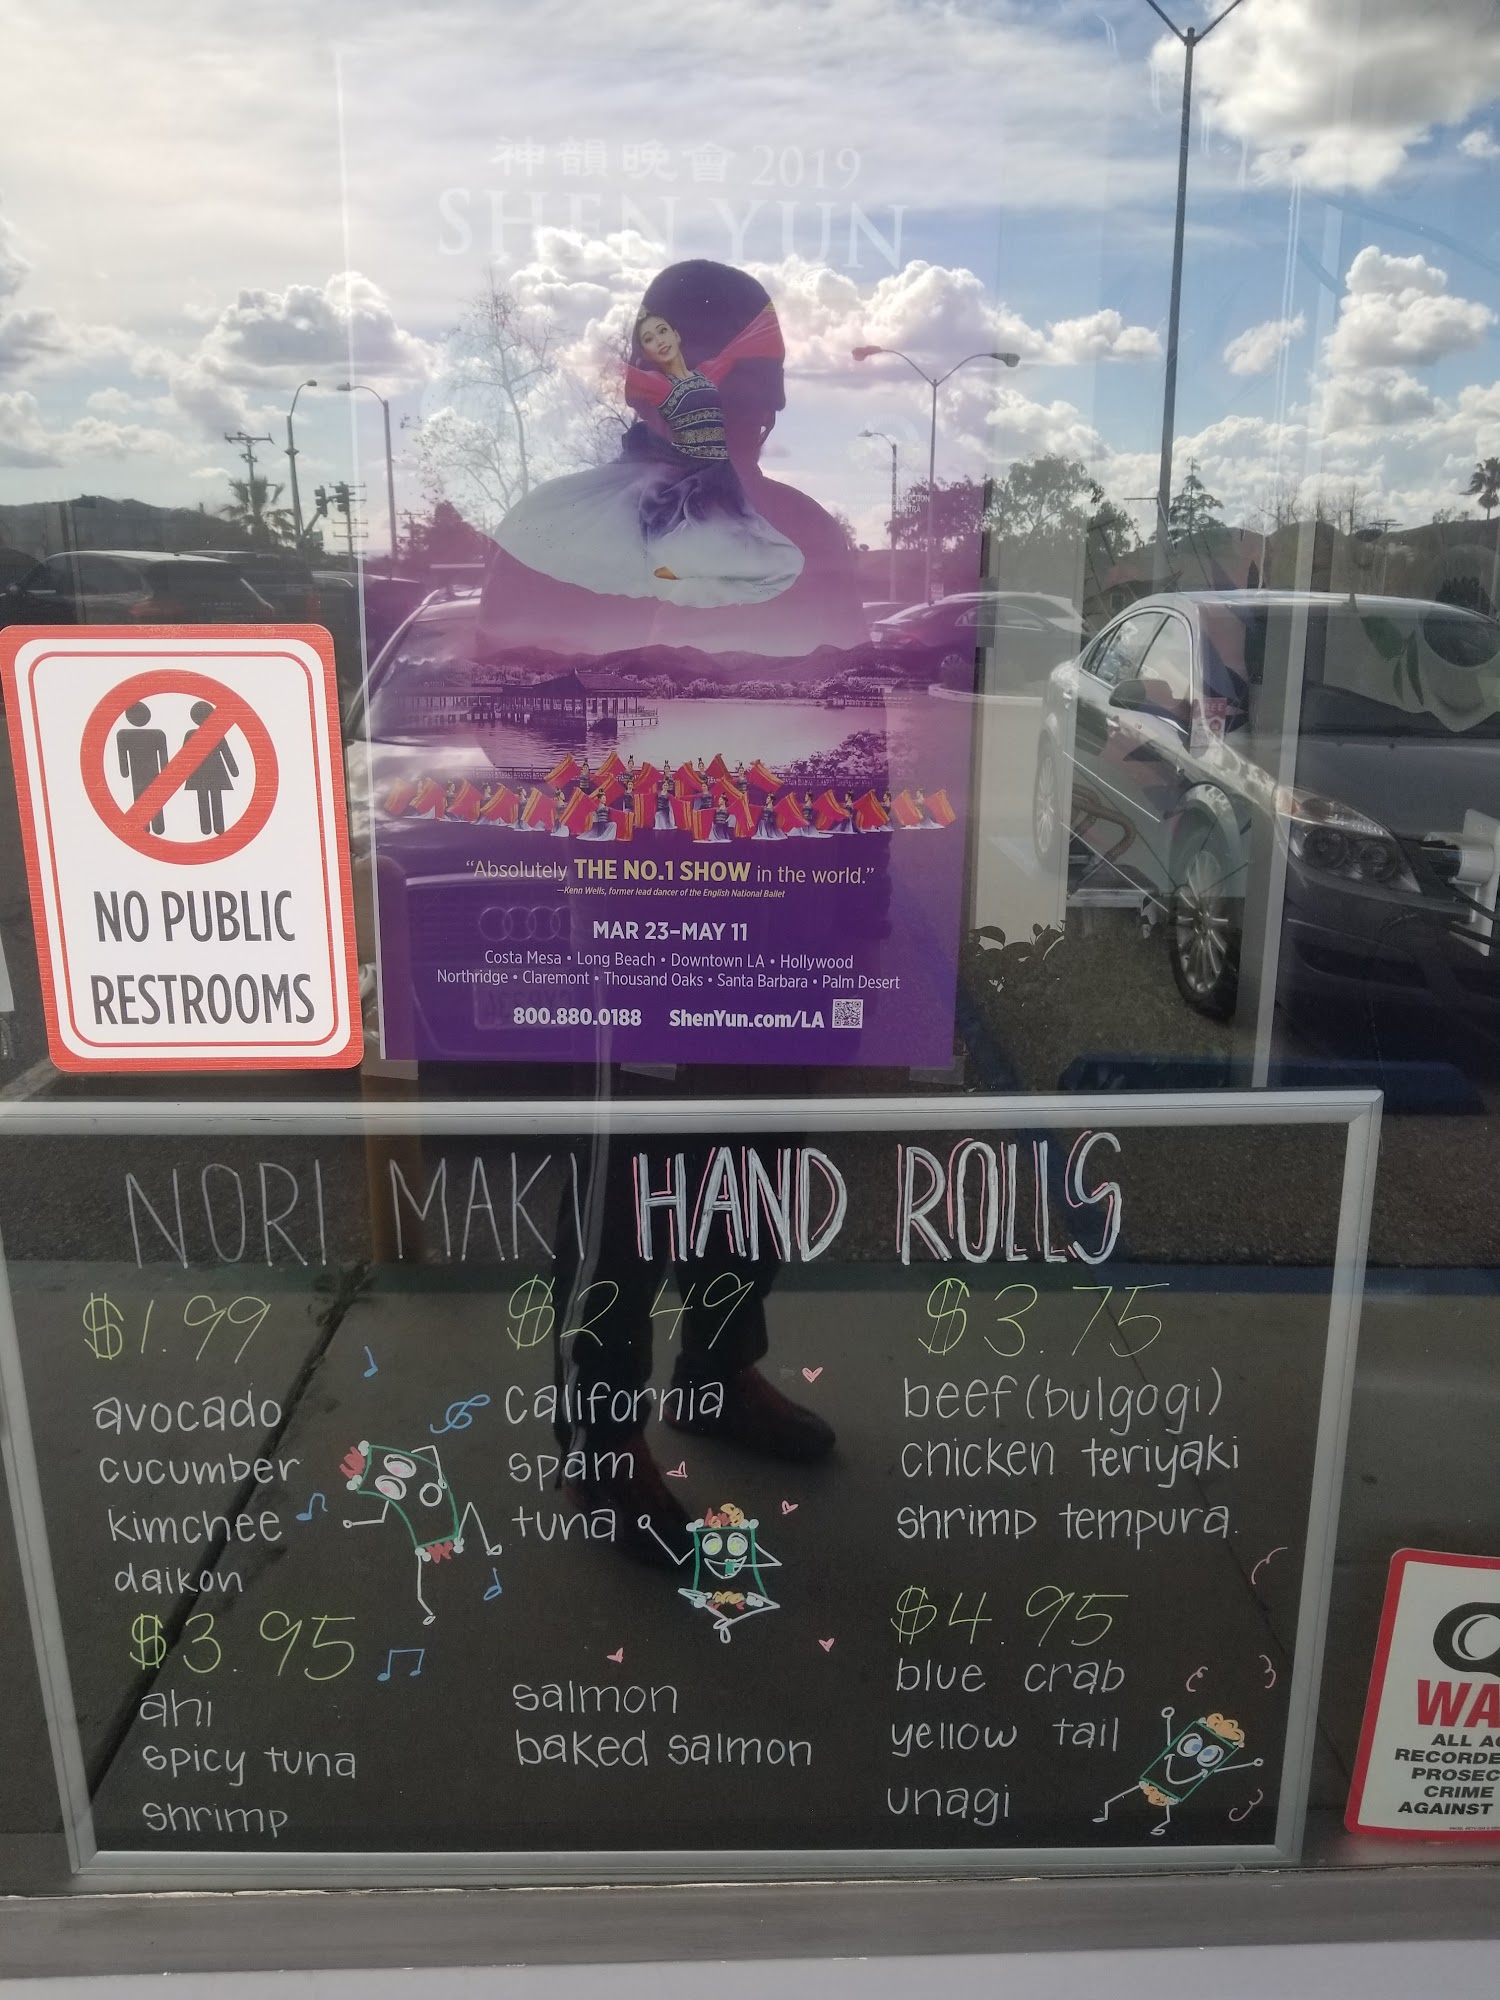 神韻晚會 2019
SHEN YUN
“Absolutely THE NO.1 SHOW in the world.”
—Kenn Wells, former lead dancer of the English National Ballet
MAR 23–MAY 11
Costa Mesa • Long Beach • Downtown LA • Hollywood
Northridge • Claremont • Thousand Oaks • Santa Barbara • Palm Desert
800.880.0188 ShenYun.com/LA
NO PUBLIC
RESTROOMS
NORI MAKI HAND ROLLS
$1.99
avocado
cucumber
kimchee
daikon
$2.49
california
spam
tuna
$3.75
beef (bulgogi)
chicken teriyaki
shrimp tempura
$3.95
ahi
spicy tuna
shrimp
salmon
baked salmon
$4.95
blue crab
yellow tail
unagi
WA
ALL
RECORDE
PROSEC
CRIME
AGAINST